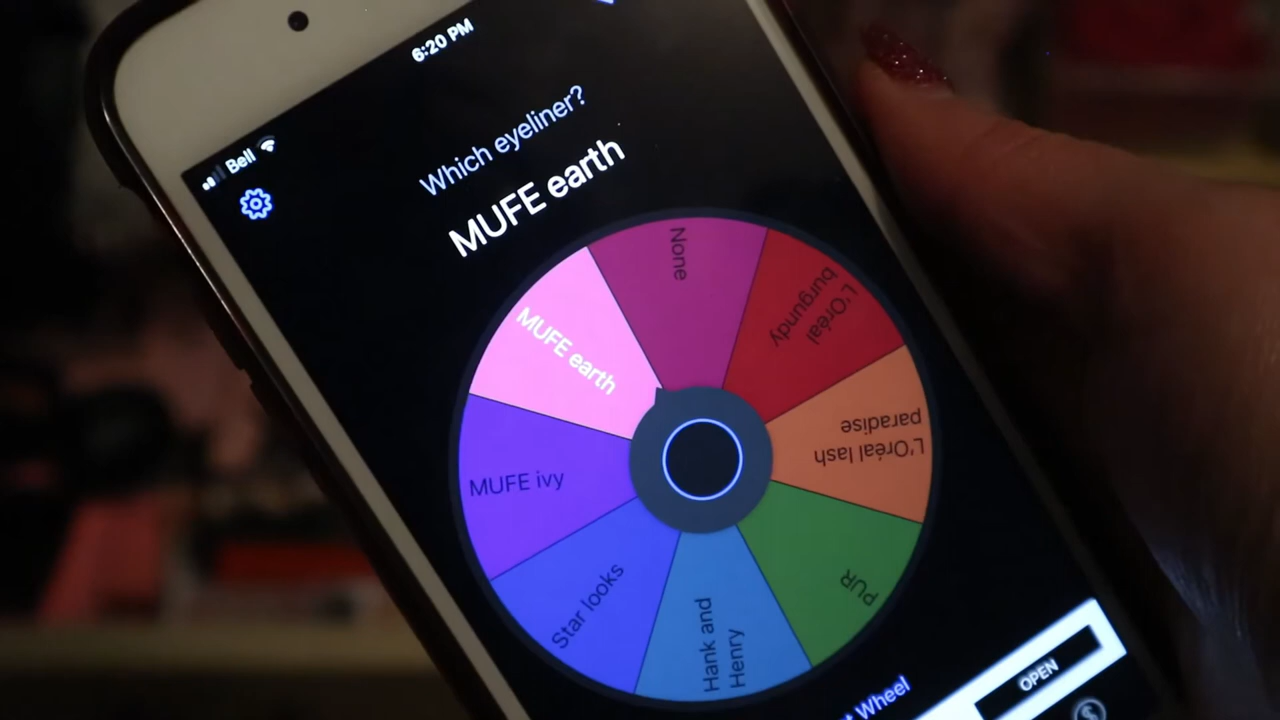 6:20 PM
Bell
Which eyeliner?
MUFE earth
None
L'Oréal
burgundy
L'Oréal lash
paradise
PUR
Hank and
Henry
Star looks
MUFE ivy
MUFE earth
Wheel
OPEN